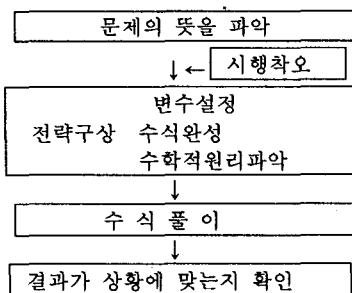 문제의 뜻을 파악
↓ ← 시행착오
변수설정
전략구상 수식완성
수학적원리파악
↓
수 식 풀 이
↓
결과가 상황에 맞는지 확인